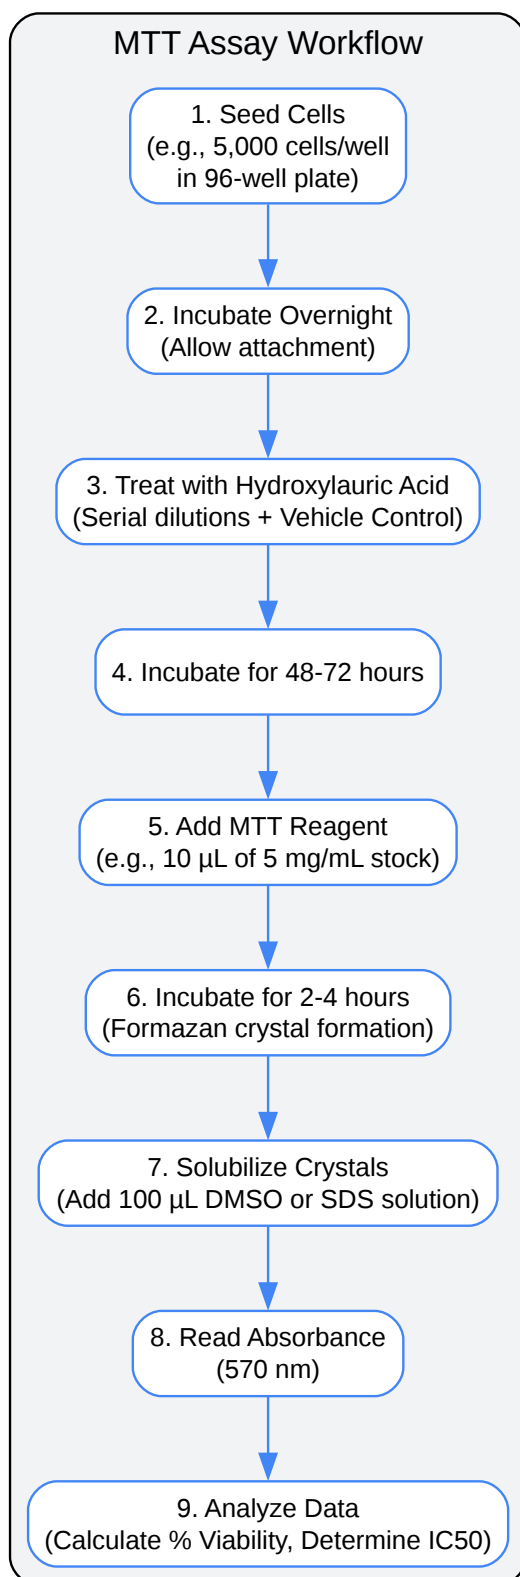 MTT Assay Workflow
1. Seed Cells
(e.g., 5,000 cells/well
in 96-well plate)
2. Incubate Overnight
(Allow attachment)
3. Treat with Hydroxylauric Acid
(Serial dilutions + Vehicle Control)
4. Incubate for 48-72 hours
5. Add MTT Reagent
(e.g., 10 µL of 5 mg/mL stock)
6. Incubate for 2-4 hours
(Formazan crystal formation)
7. Solubilize Crystals
(Add 100 µL DMSO or SDS solution)
8. Read Absorbance
(570 nm)
9. Analyze Data
(Calculate % Viability, Determine IC50)